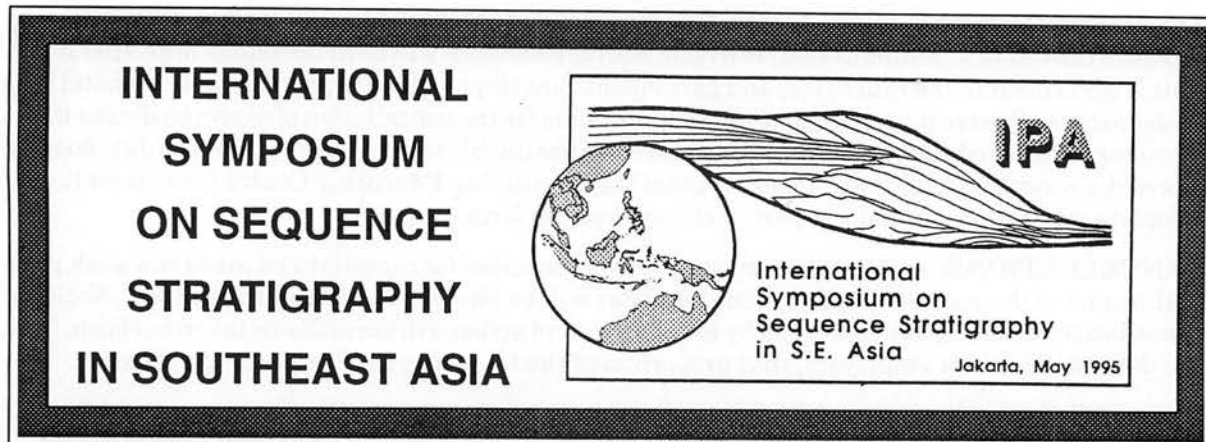 INTERNATIONAL
SYMPOSIUM
ON SEQUENCE
STRATIGRAPHY
IN SOUTHEAST ASIA
IPA
International
Symposium on
Sequence Stratigraphy
in S.E. Asia
Jakarta, May 1995